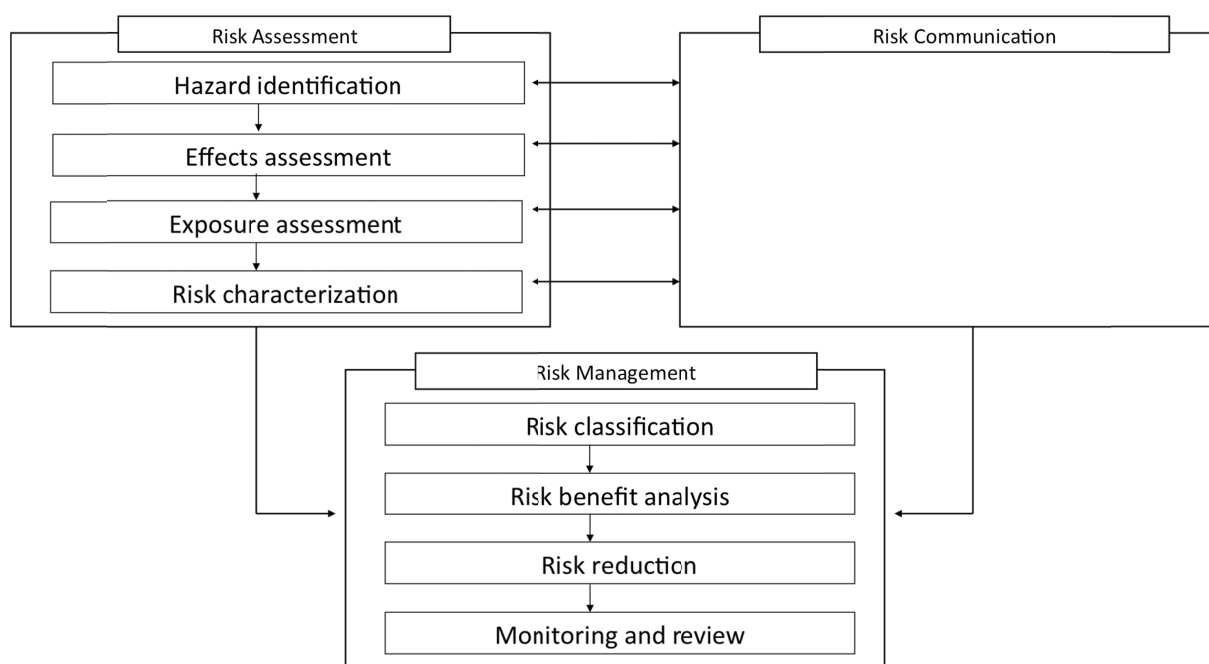 Risk Assessment
Risk Communication
Hazard identification
Effects assessment
Exposure assessment
Risk characterization
Risk Management
Risk classification
Risk benefit analysis
Risk reduction
Monitoring and review